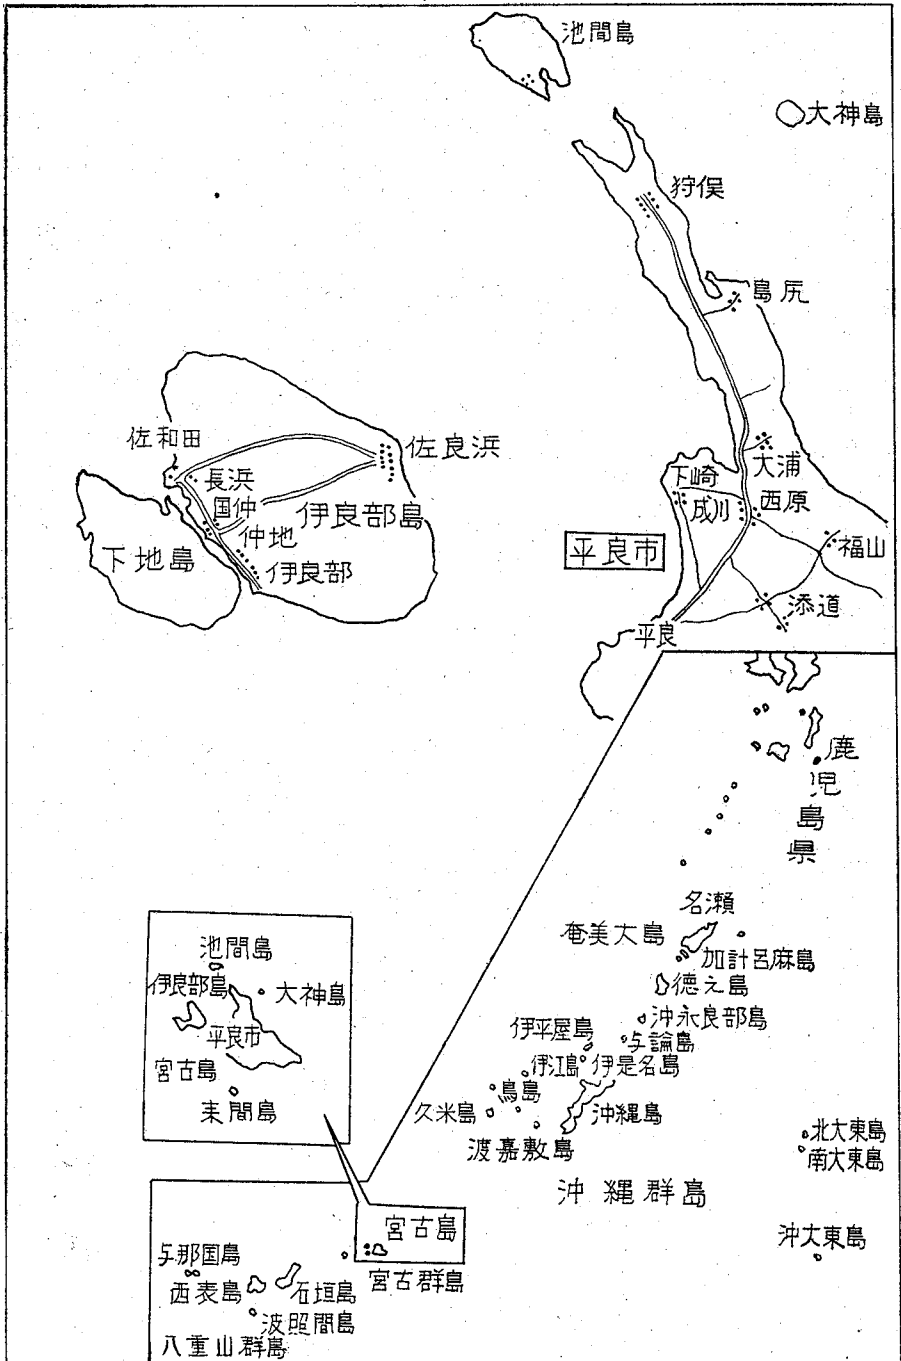 池間島
大神島
狩俣
島尻
大浦
下崎
成川
西原
平良市
福山
添道
平良
佐和田
佐良浜
長浜
国仲
伊良部島
仲地
下地島
伊良部
鹿児島県
名瀬
奄美大島
加計呂麻島
徳之島
沖永良部島
与論島
伊平屋島
伊江島
伊是名島
鳥島
久米島
沖縄島
渡嘉敷島
沖縄群島
北大東島
南大東島
沖大東島
池間島
伊良部島
大神島
平良市
宮古島
来間島
宮古島
宮古群島
与那国島
西表島
石垣島
波照間島
八重山群島